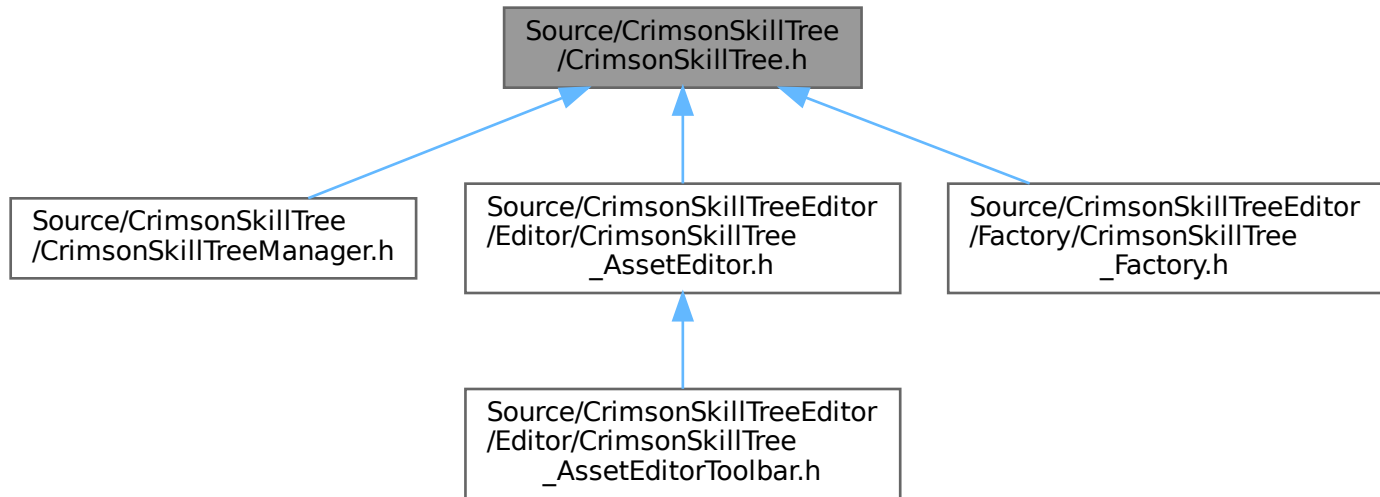 Source/CrimsonSkillTree
/CrimsonSkillTree.h
Source/CrimsonSkillTree
/CrimsonSkillTreeManager.h
Source/CrimsonSkillTreeEditor
/Editor/CrimsonSkillTree
_AssetEditor.h
Source/CrimsonSkillTreeEditor
/Factory/CrimsonSkillTree
_Factory.h
Source/CrimsonSkillTreeEditor
/Editor/CrimsonSkillTree
_AssetEditorToolbar.h